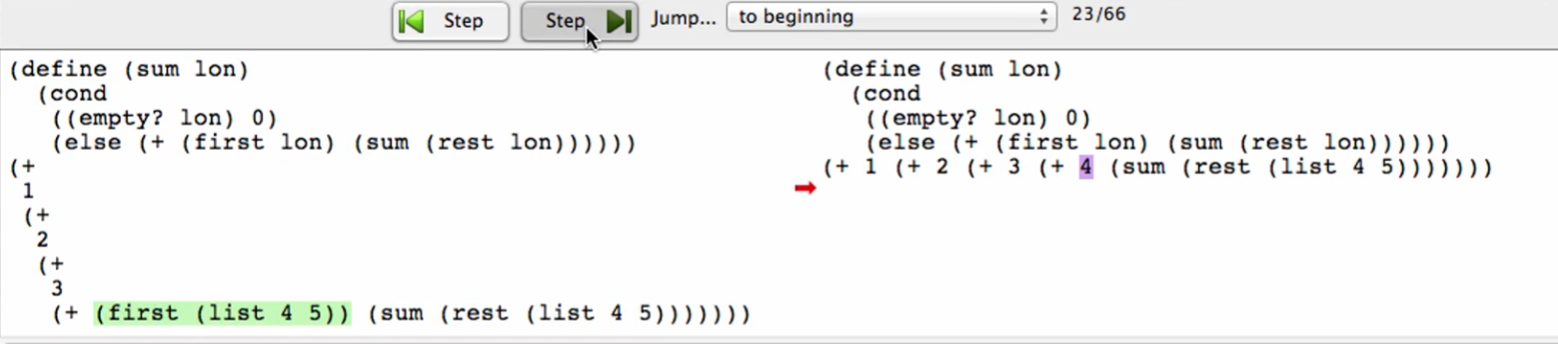 Step Step Jump... to beginning 23/66
(define (sum lon)
  (cond
   ((empty? lon) 0)
   (else (+ (first lon) (sum (rest lon))))))
(+
 1
 (+
  2
  (+
   3
   (+ (first (list 4 5)) (sum (rest (list 4 5)))))))
(define (sum lon)
  (cond
   ((empty? lon) 0)
   (else (+ (first lon) (sum (rest lon))))))
(+ 1 (+ 2 (+ 3 (+ 4 (sum (rest (list 4 5)))))))